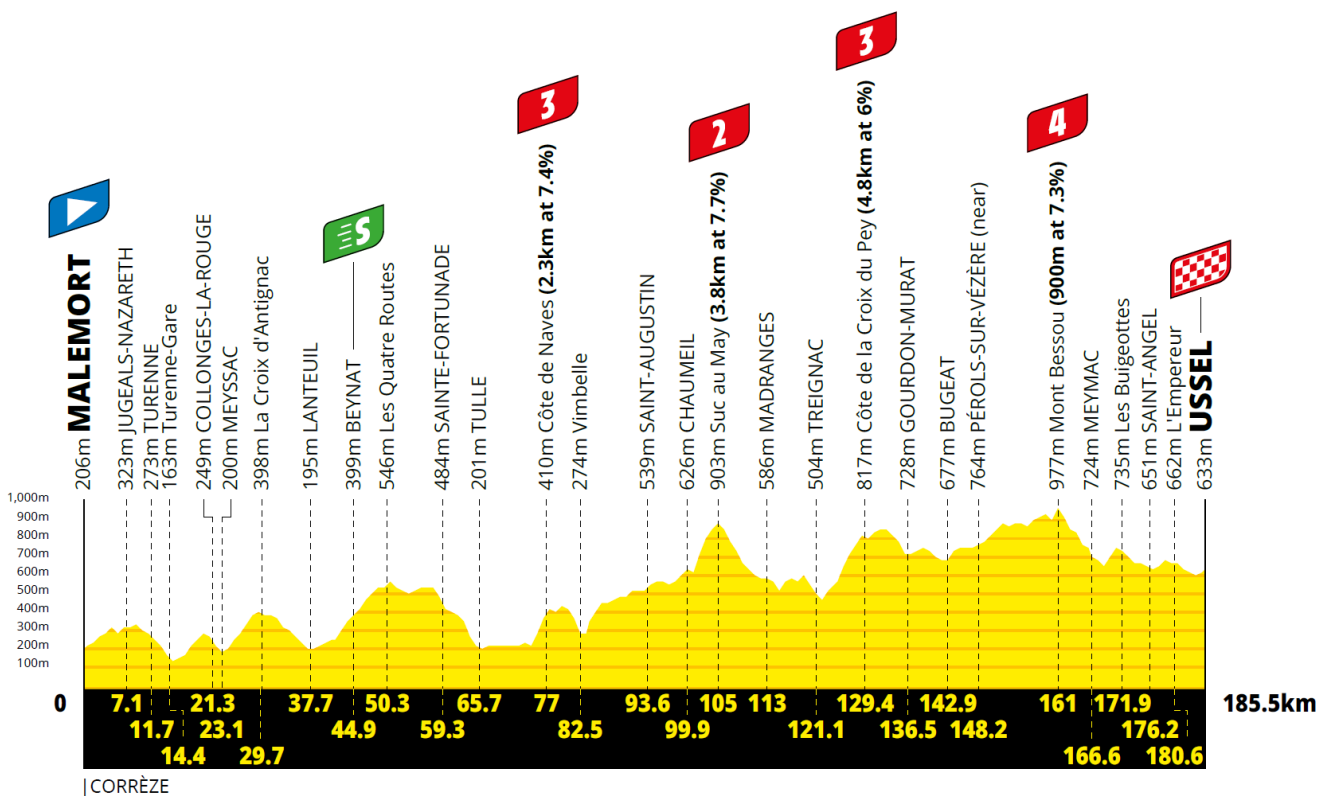 3
2
3
4
S
206m MALEMORT
323m JUGEALS-NAZARETH
273m TURENNE
163m Turenne-Gare
249m COLLONGES-LA-ROUGE
200m MEYSSAC
398m La Croix d'Antignac
195m LANTEUIL
399m BEYNAT
546m Les Quatre Routes
484m SAINTE-FORTUNADE
201m TULLE
410m Côte de Naves (2.3km at 7.4%)
274m Vimbelle
539m SAINT-AUGUSTIN
626m CHAUMEIL
903m Suc au May (3.8km at 7.7%)
586m MADRANGES
504m TREIGNAC
817m Côte de la Croix du Pey (4.8km at 6%)
728m GOURDON-MURAT
677m BUGEAT
764m PÉROLS-SUR-VÉZÈRE (near)
977m Mont Bessou (900m at 7.3%)
724m MEYMAC
735m Les Bugeottes
651m SAINT-ANGEL
662m L'Empereur
633m USSEL
1,000m
900m
800m
700m
600m
500m
400m
300m
200m
100m
0 7.1 21.3 37.7 50.3 65.7 77 93.6 105 113 129.4 142.9 161 171.9 185.5km
11.7 23.1 44.9 59.3 82.5 99.9 121.1 136.5 148.2 176.2
14.4 29.7 166.6 180.6
|CORRÈZE